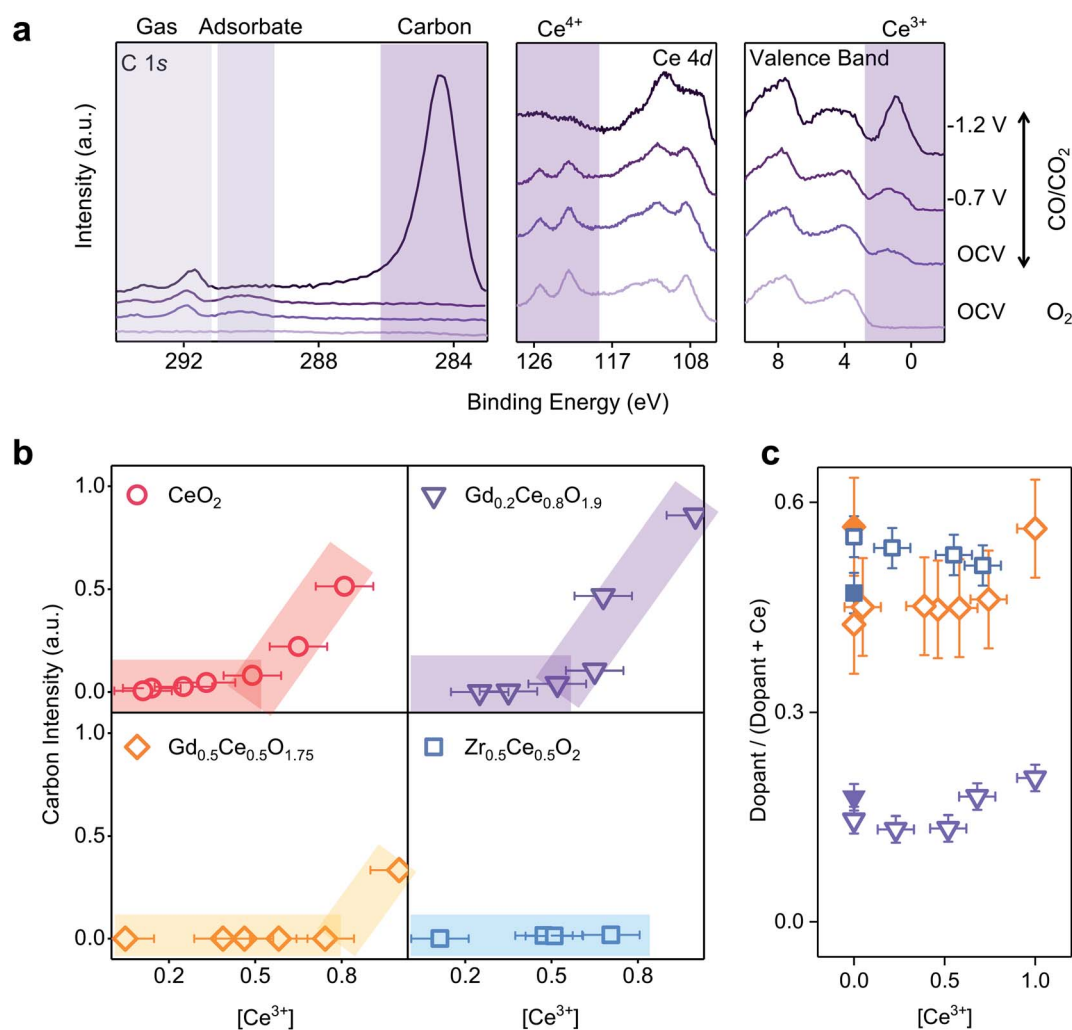 a
Gas Adsorbate Carbon
Ce⁴⁺
Ce³⁺
C 1s
Ce 4d
Valence Band
Intensity (a.u.)
-1.2 V
-0.7 V
OCV
OCV
CO/CO₂
O₂
292 288 284
126 117 108
8 4 0
Binding Energy (eV)
b
c
Carbon Intensity (a.u.)
1.0
0.5
0.0
1.0
0.5
0.0
CeO₂
Gd₀.₂Ce₀.₈O₁.₉
Gd₀.₅Ce₀.₅O₁.₇₅
Zr₀.₅Ce₀.₅O₂
0.2 0.5 0.8
0.2 0.5 0.8
[Ce³⁺]
[Ce³⁺]
Dopant / (Dopant + Ce)
0.6
0.3
0.0
0.0 0.5 1.0
[Ce³⁺]